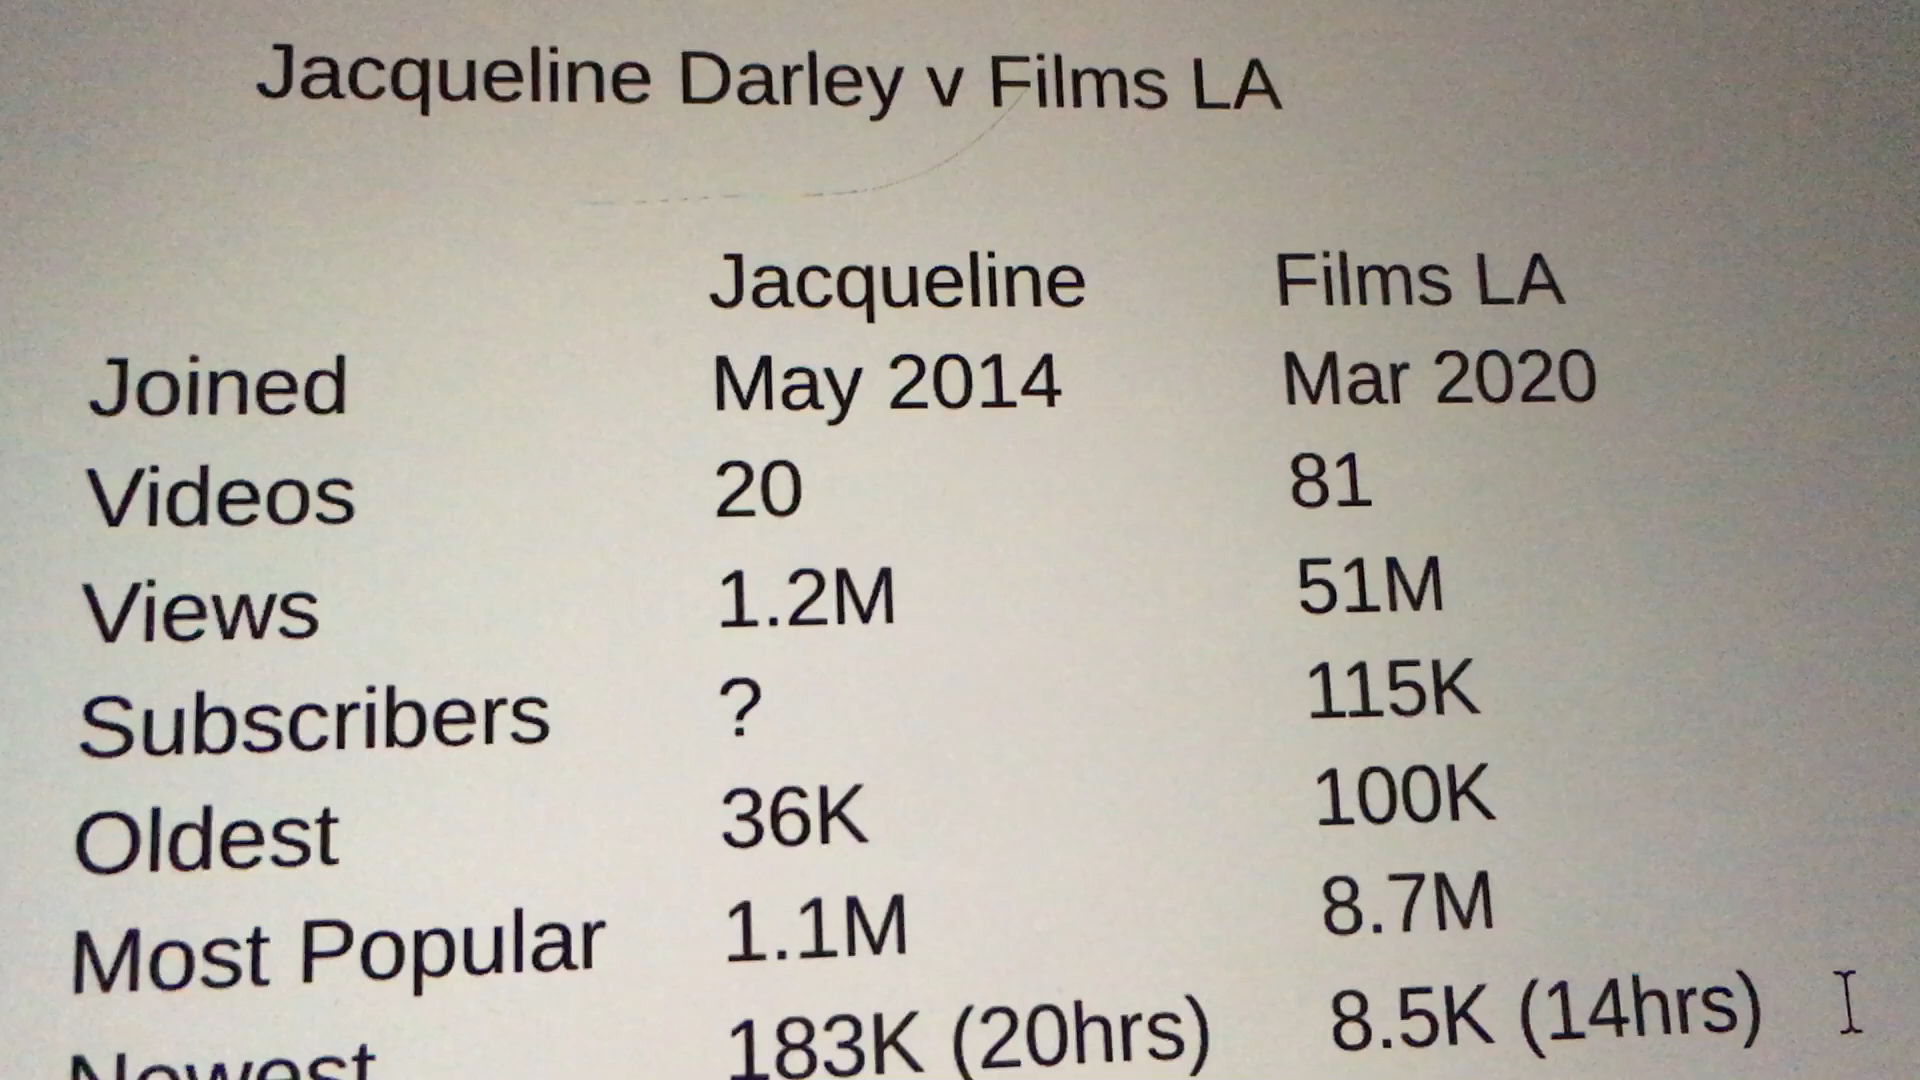 Jacqueline Darley v Films LA
Jacqueline Films LA
Joined May 2014 Mar 2020
Videos 20 81
Views 1.2M 51M
Subscribers ? 115K
Oldest 36K 100K
Most Popular 1.1M 8.7M
Newest 183K (20hrs) 8.5K (14hrs)